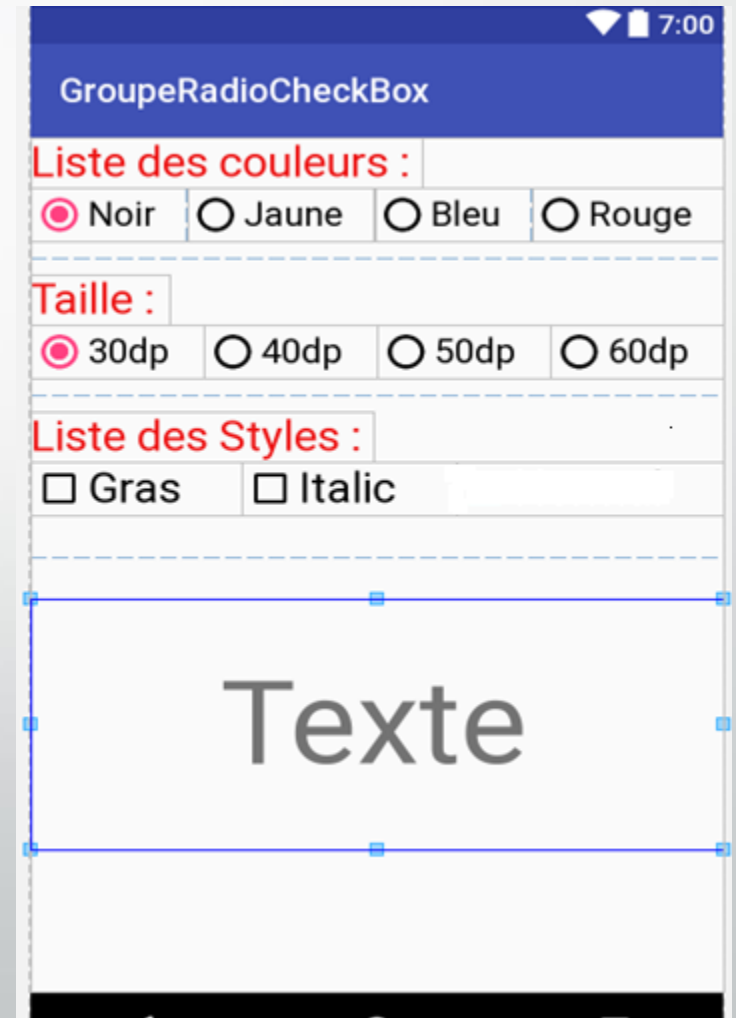 7:00
GroupeRadioCheckBox
Liste des couleurs :
Noir Jaune Bleu Rouge
Taille :
30dp 40dp 50dp 60dp
Liste des Styles :
Gras Italic
Texte